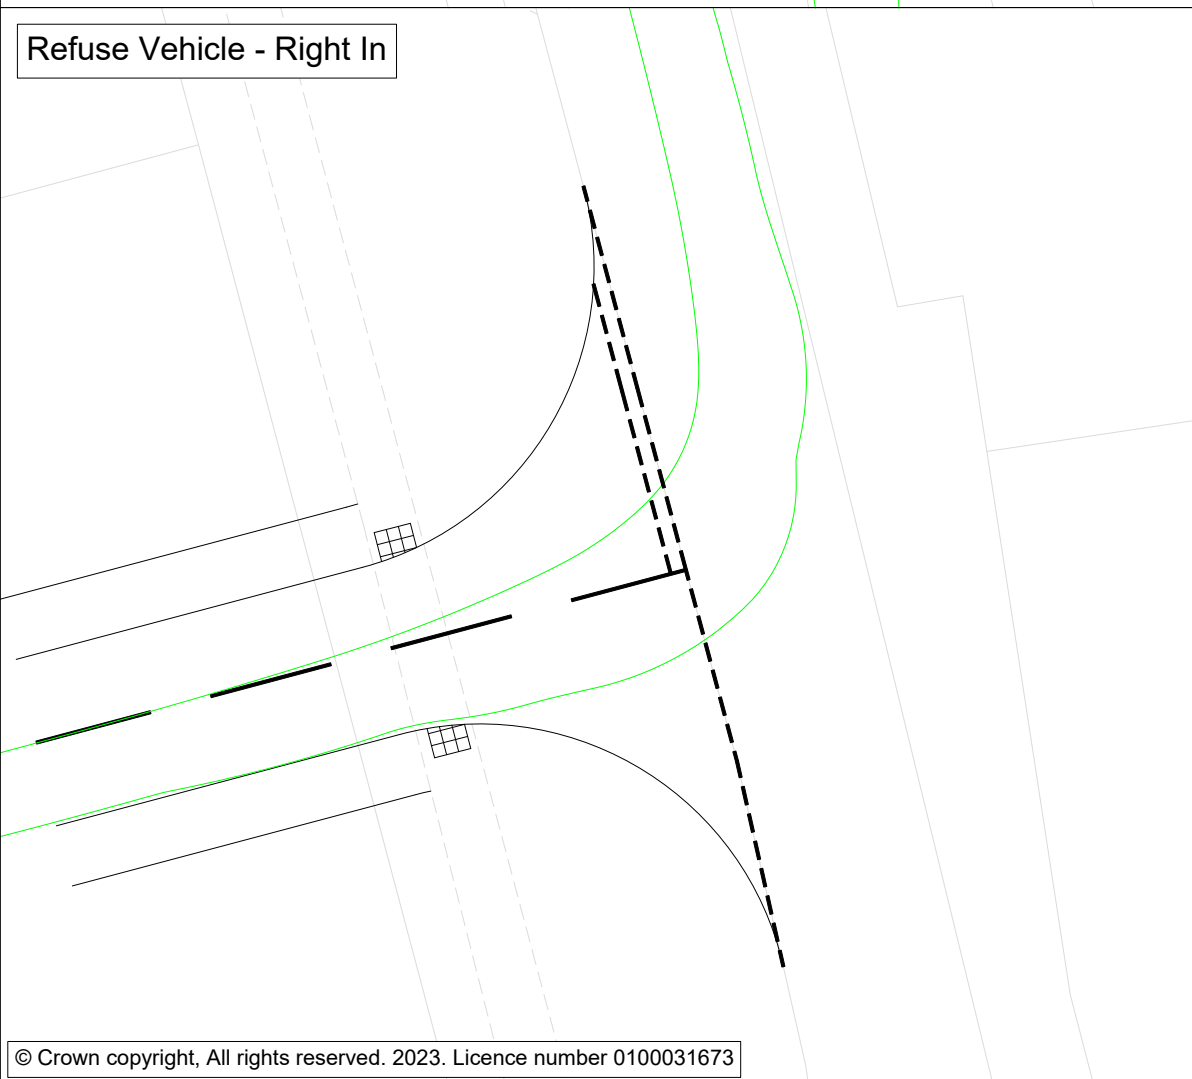 Refuse Vehicle - Right In
© Crown copyright, All rights reserved. 2023. Licence number 0100031673